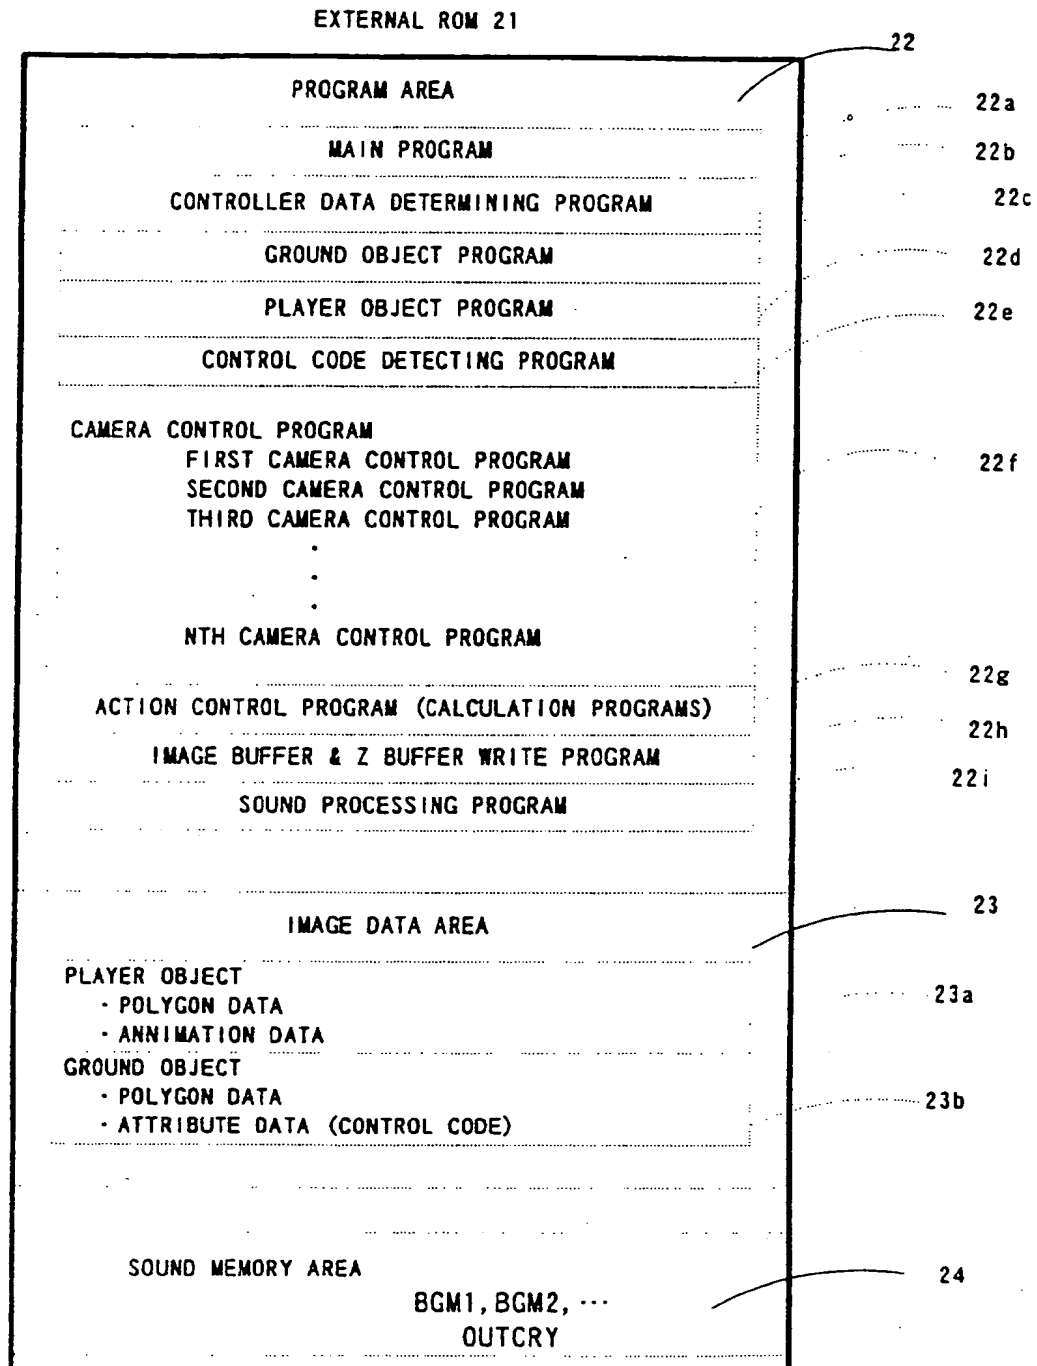 EXTERNAL ROM 21
22
PROGRAM AREA
22a
MAIN PROGRAM
22b
CONTROLLER DATA DETERMINING PROGRAM
22c
GROUND OBJECT PROGRAM
22d
PLAYER OBJECT PROGRAM
22e
CONTROL CODE DETECTING PROGRAM
CAMERA CONTROL PROGRAM
FIRST CAMERA CONTROL PROGRAM
22f
SECOND CAMERA CONTROL PROGRAM
THIRD CAMERA CONTROL PROGRAM
NTH CAMERA CONTROL PROGRAM
22g
ACTION CONTROL PROGRAM (CALCULATION PROGRAMS)
22h
IMAGE BUFFER & Z BUFFER WRITE PROGRAM
22i
SOUND PROCESSING PROGRAM
23
IMAGE DATA AREA
PLAYER OBJECT
23a
· POLYGON DATA
· ANNIMATION DATA
GROUND OBJECT
· POLYGON DATA
23b
· ATTRIBUTE DATA (CONTROL CODE)
SOUND MEMORY AREA
24
BGM1, BGM2, ···
OUTCRY